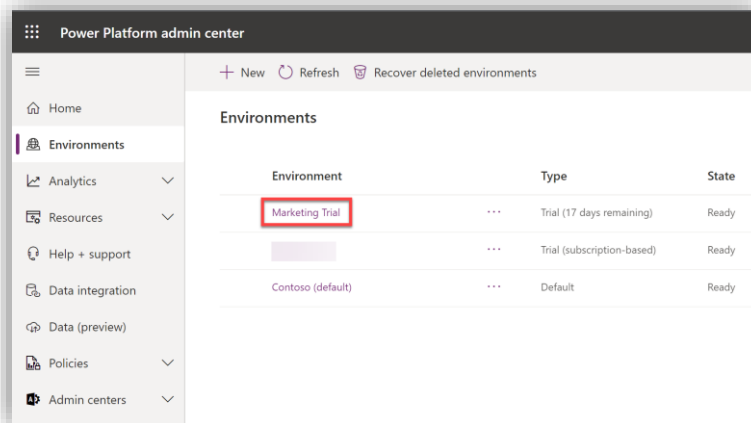 Power Platform admin center
New Refresh Recover deleted environments
Home
Environments
Analytics
Resources
Help + support
Data integration
Data (preview)
Policies
Admin centers
Environments
Environment Type State
Marketing Trial ··· Trial (17 days remaining) Ready
··· Trial (subscription-based) Ready
Contoso (default) ··· Default Ready